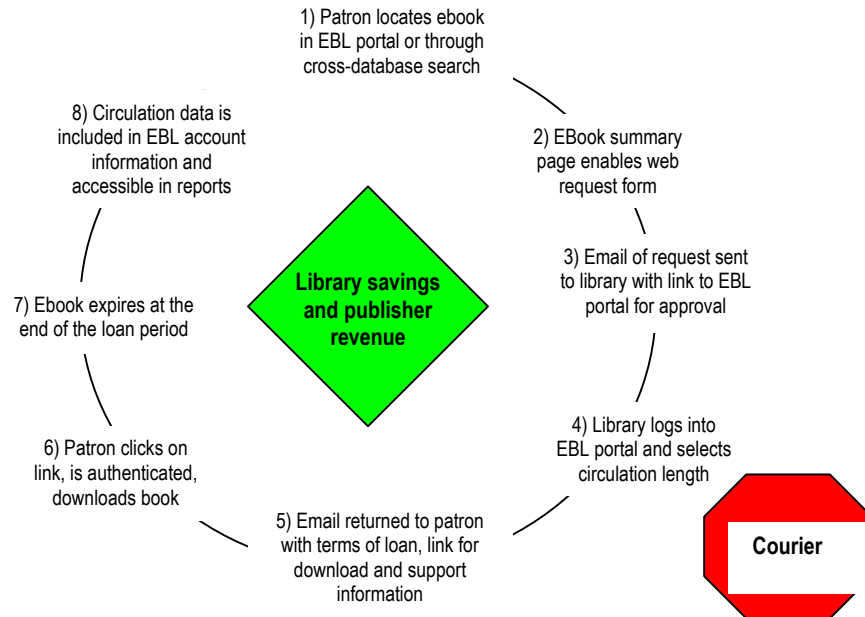 1) Patron locates ebook
in EBL portal or through
cross-database search
2) EBook summary
page enables web
request form
3) Email of request sent
to library with link to EBL
portal for approval
4) Library logs into
EBL portal and selects
circulation length
5) Email returned to patron
with terms of loan, link for
download and support
information
6) Patron clicks on
link, is authenticated,
downloads book
7) Ebook expires at the
end of the loan period
8) Circulation data is
included in EBL account
information and
accessible in reports
Library savings
and publisher
revenue
Courier